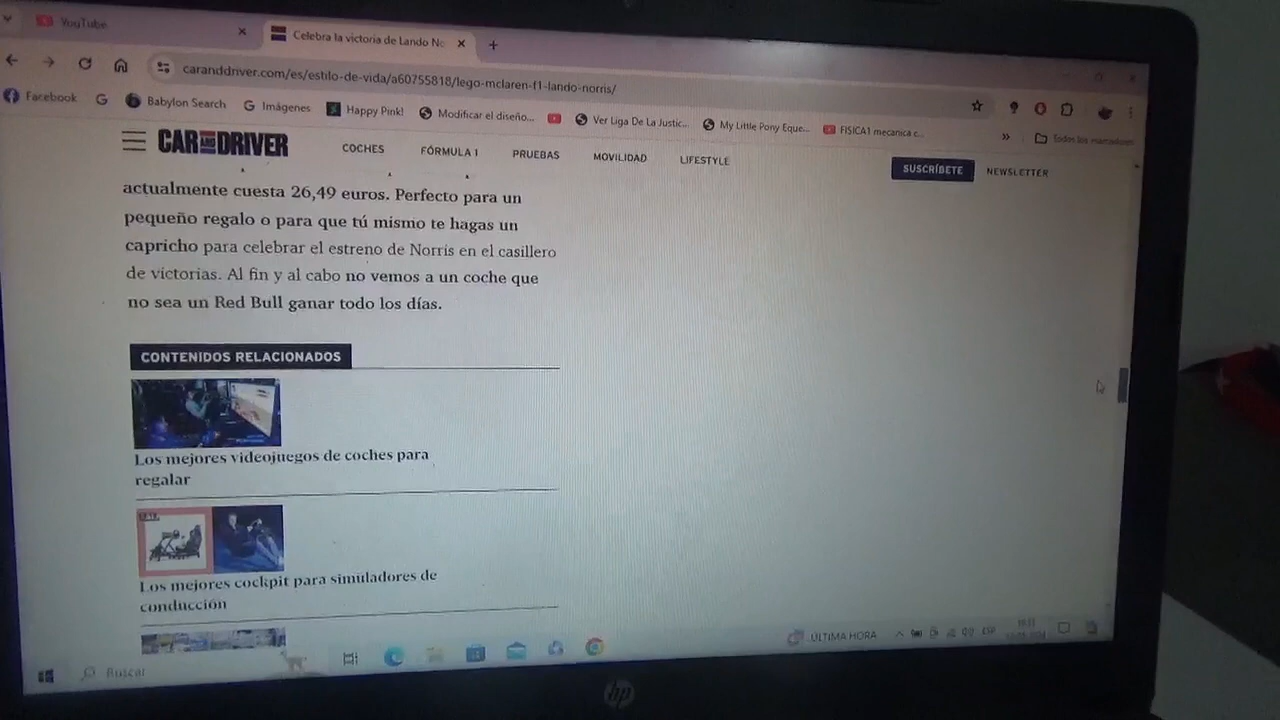 YouTube
Celebra la victoria de Lando No
caranddriver.com/es/estilo-de-vida/a60755818/lego-mclaren-f1-lando-norris/
Facebook
Babylon Search
Imágenes
Happy Pink!
Modificar el diseño...
Ver Liga De La Justic...
My Little Pony Eque...
FISICA1 mecanica c...
»
Todos los marcadores
CAR AND DRIVER
COCHES
FÓRMULA 1
PRUEBAS
MOVILIDAD
LIFESTYLE
SUSCRÍBETE
NEWSLETTER
actualmente cuesta 26,49 euros. Perfecto para un
pequeño regalo o para que tú mismo te hagas un
capricho para celebrar el estreno de Norris en el casillero
de victorias. Al fin y al cabo no vemos a un coche que
no sea un Red Bull ganar todo los días.
CONTENIDOS RELACIONADOS
Los mejores videojuegos de coches para
regalar
Los mejores cockpit para simuladores de
conducción
Buscar
ÚLTIMA HORA
ESP
hp